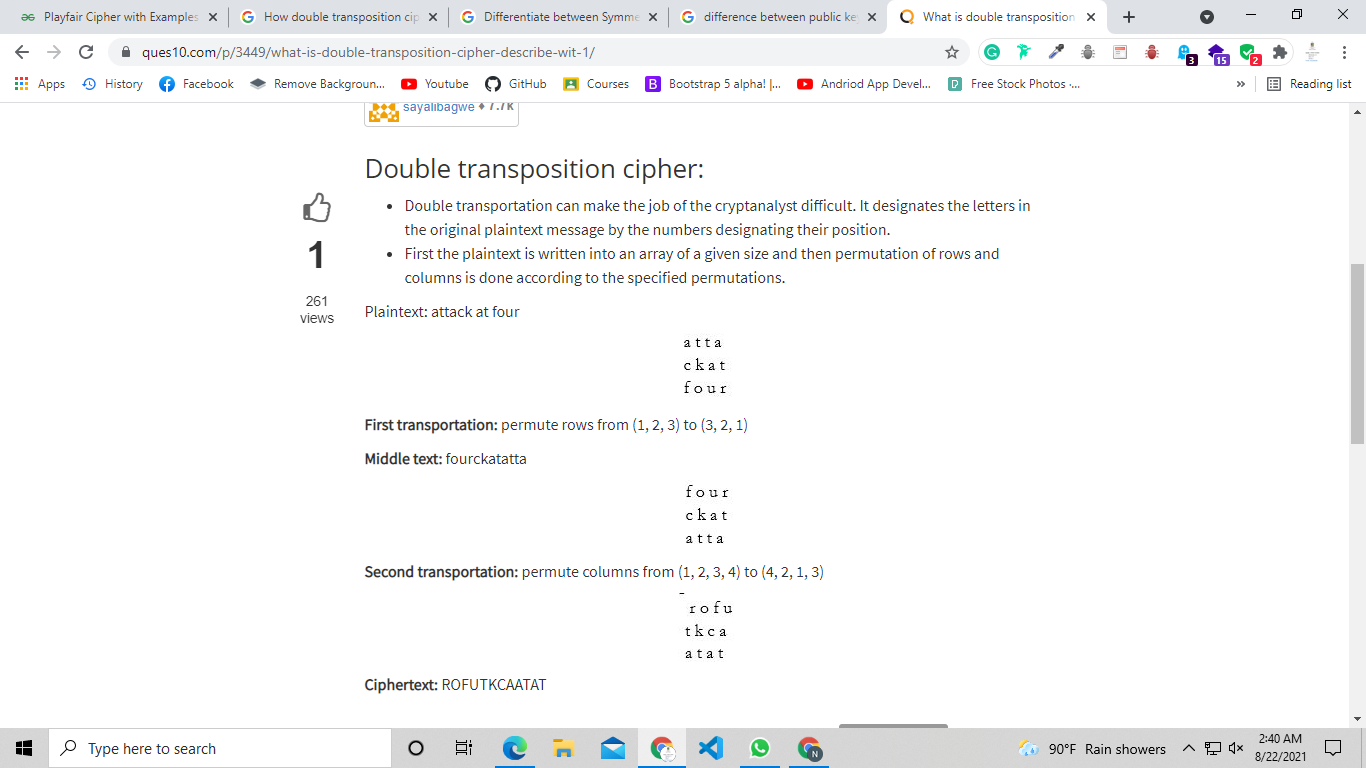 Playfair Cipher with Examples
How double transposition cip
Differentiate between Symme
difference between public key
What is double transposition
ques10.com/p/3449/what-is-double-transposition-cipher-describe-wit-1/
3
15
2
Apps
History
Facebook
Remove Backgroun...
Youtube
GitHub
Courses
B
Bootstrap 5 alpha! |...
Andriod App Devel...
Free Stock Photos ·...
»
Reading list
sayalibagwe ♦ 7.7k
Double transposition cipher:
• Double transportation can make the job of the cryptanalyst difficult. It designates the letters in
the original plaintext message by the numbers designating their position.
• First the plaintext is written into an array of a given size and then permutation of rows and
columns is done according to the specified permutations.
1
261
views
Plaintext: attack at four
a t t a
c k a t
f o u r
First transportation: permute rows from (1, 2, 3) to (3, 2, 1)
Middle text: fourckatatta
f o u r
c k a t
a t t a
Second transportation: permute columns from (1, 2, 3, 4) to (4, 2, 1, 3)
r o f u
t k c a
a t a t
Ciphertext: ROFUTKCAATAT
Type here to search
N
90°F Rain showers
2:40 AM
8/22/2021